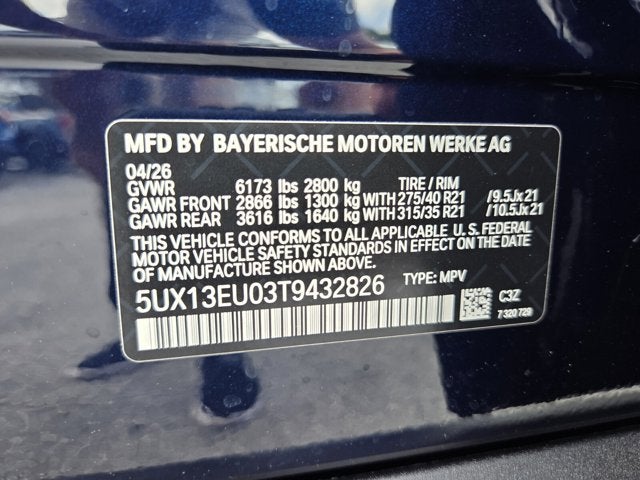 MFD BY BAYERISCHE MOTOREN WERKE AG
04/26
GVWR 6173 lbs 2800 kg TIRE / RIM
GAWR FRONT 2866 lbs 1300 kg WITH 275/40 R21 /9.5Jx21
GAWR REAR 3616 lbs 1640 kg WITH 315/35 R21 /10.5Jx21
THIS VEHICLE CONFORMS TO ALL APPLICABLE U. S. FEDERAL
MOTOR VEHICLE SAFETY STANDARDS IN EFFECT ON THE
DATE OF MANUFACTURE SHOWN ABOVE.
5UX13EU03T9432826 TYPE: MPV
C3Z
7 320 729